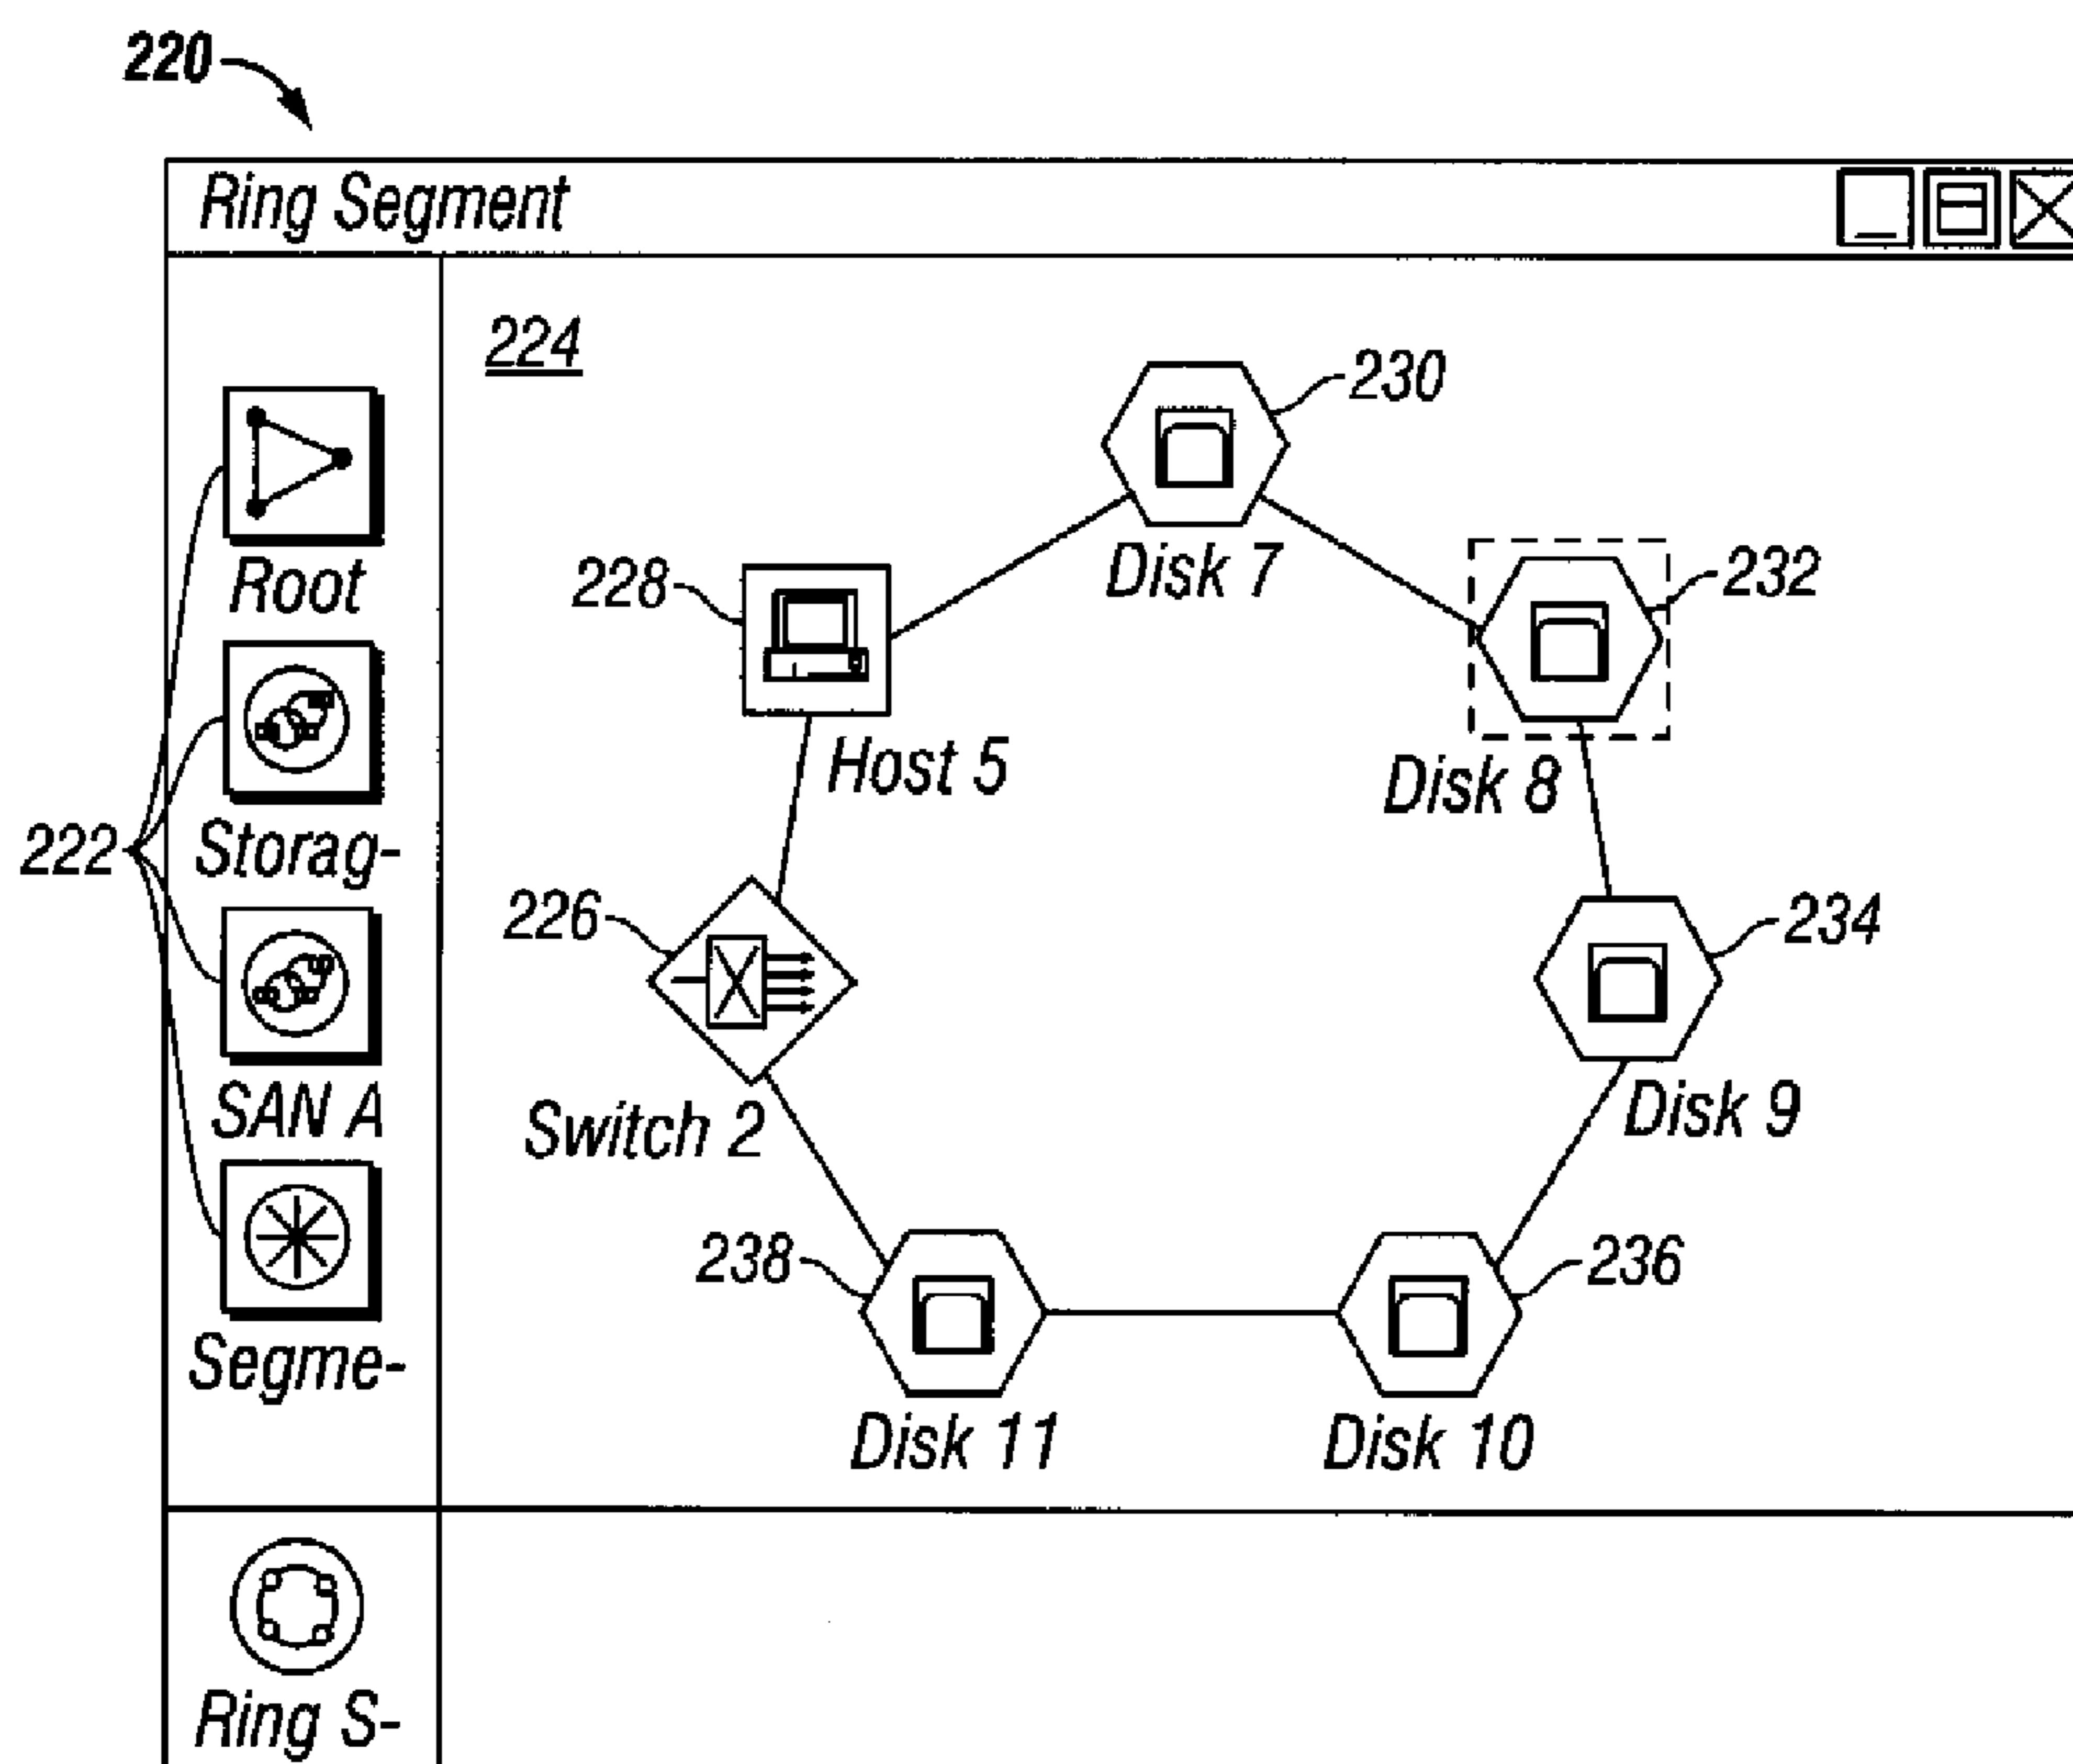 220
Ring Segment
224
230
Disk 7
228
232
Root
Host 5
Disk 8
222
Storag-
226
234
SAN A
Switch 2
Disk 9
238
236
Segme-
Disk 11
Disk 10
Ring S-